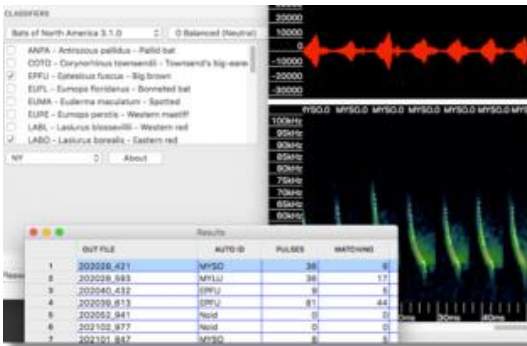 CLASSIFIERS
Bats of North America 3.1.0
0 Balanced (Neutral)
ANPA - Antrozous pallidus - Pallid bat
COTO - Corynorhinus townsendii - Townsend's big-eared
EPFU - Eptesicus fuscus - Big brown
EUFL - Eumops floridanus - Bonneted bat
EUMA - Euderma maculatum - Spotted
EUPE - Eumops perotis - Western mastiff
LABL - Lasiurus blossevillii - Western red
LABO - Lasiurus borealis - Eastern red
NY
About
20000
10000
0
-10000
-20000
-30000
MYSO.0 MYSO.0 MYSO.0 MYSO.0 MYSO.0
100kHz
95kHz
90kHz
85kHz
80kHz
75kHz
70kHz
65kHz
60kHz
30ms 40ms
Results
OUT FILE AUTO ID PULSES MATCHING
1 202028_421 MYSO 36
2 202028_593 MYLU 36 17
3 202040_432 EPFU 9 5
4 202039_613 EPFU 81 44
5 202052_941 Noid 0 0
6 202102_977 Noid 0 0
7 202101_847 MYSO